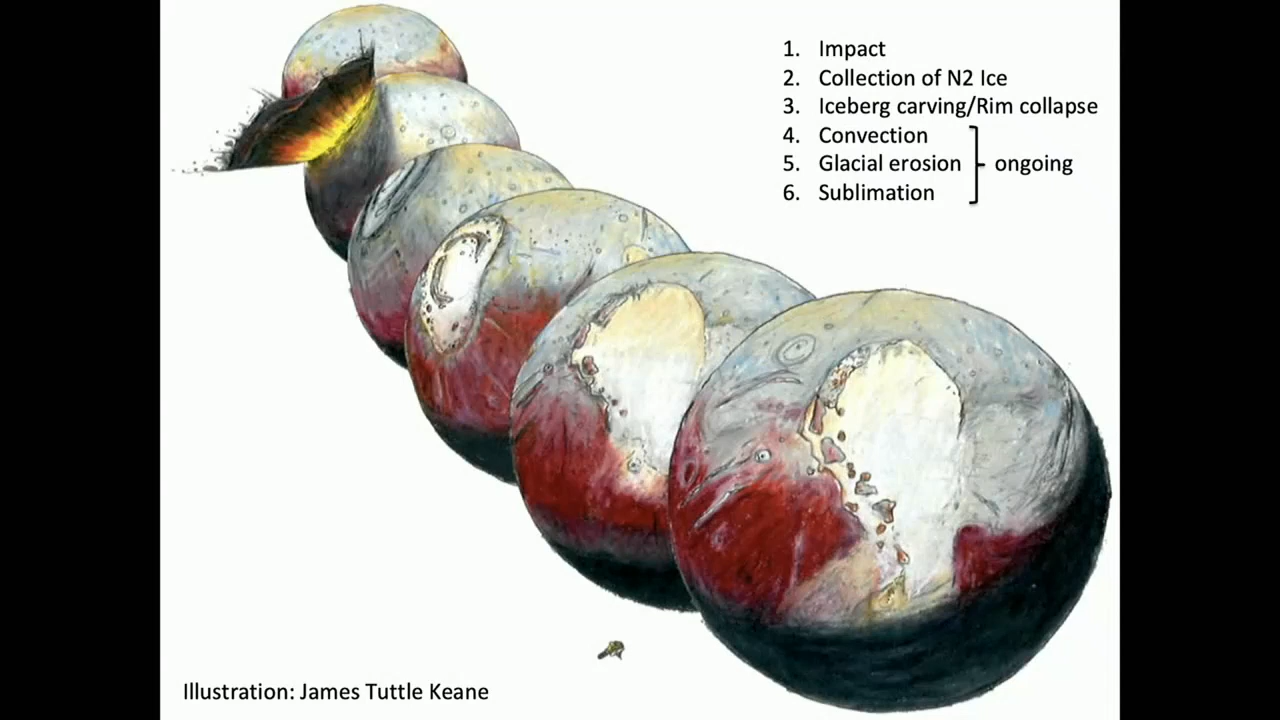 1. Impact
2. Collection of N2 Ice
3. Iceberg carving/Rim collapse
4. Convection
5. Glacial erosion
ongoing
6. Sublimation
Illustration: James Tuttle Keane